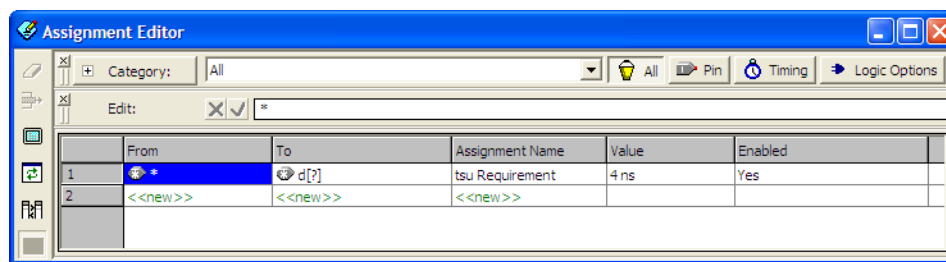 Assignment Editor
Category: All All Pin Timing Logic Options
Edit: *
From To Assignment Name Value Enabled
1 * d[?] tsu Requirement 4 ns Yes
2 <<new>> <<new>> <<new>>